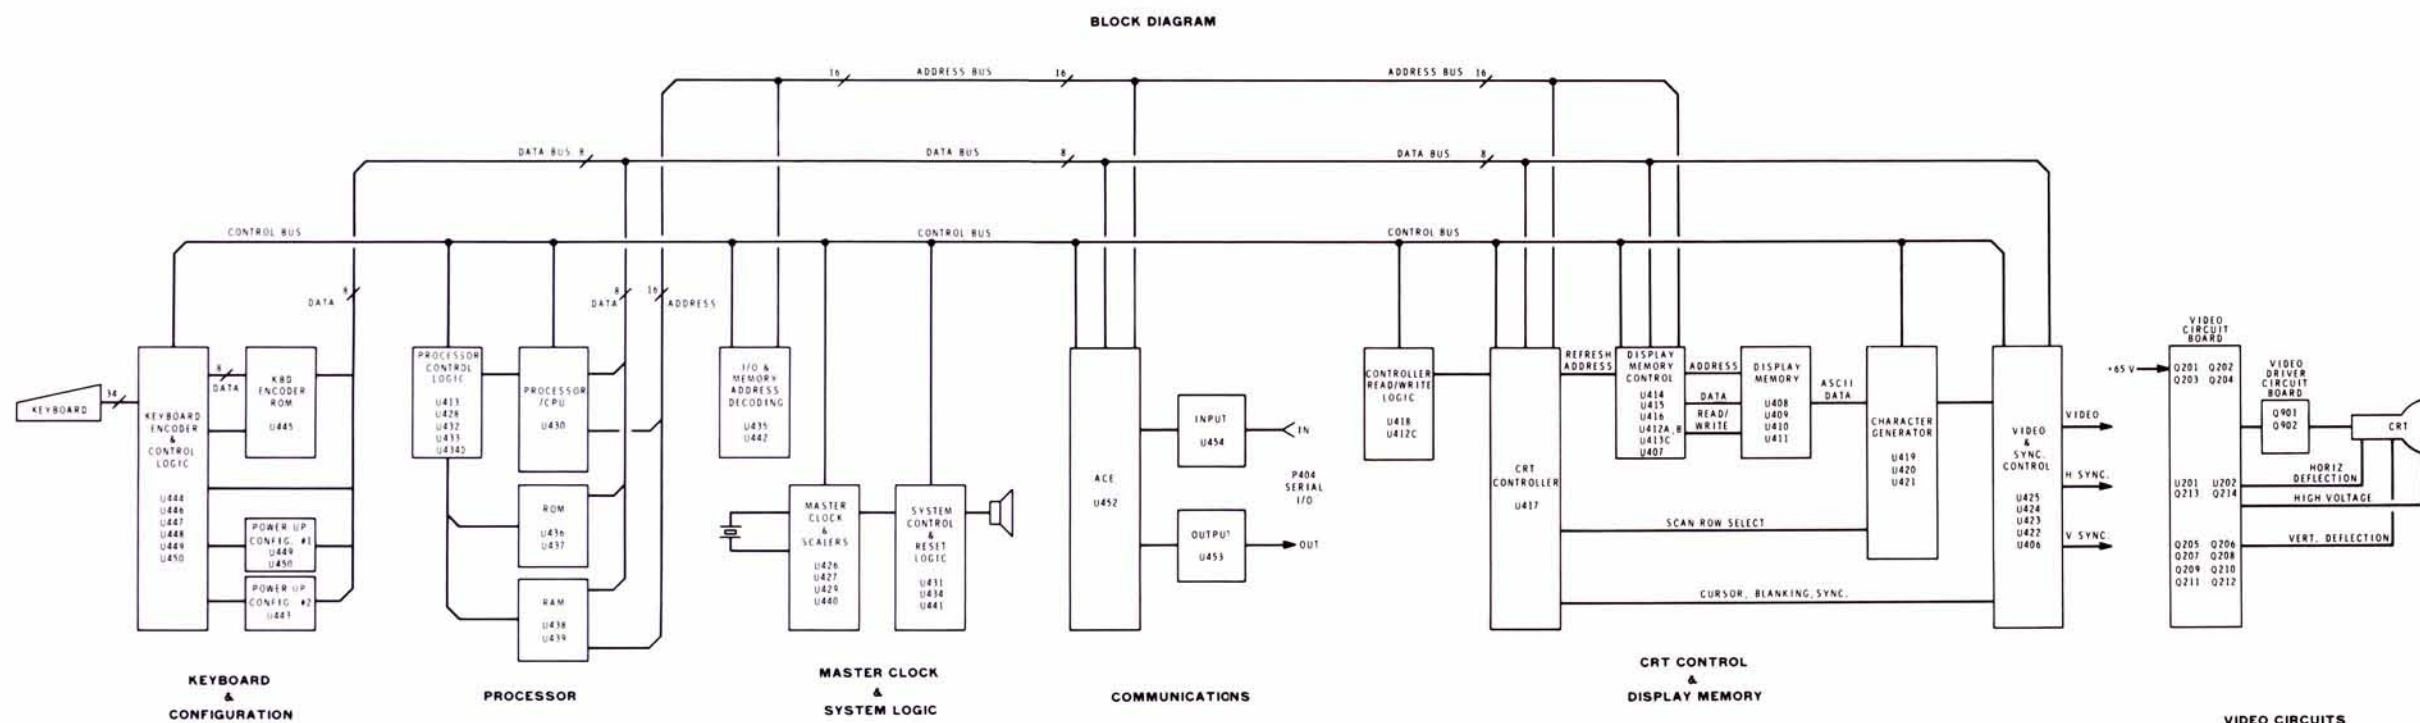 BLOCK DIAGRAM
16
ADDRESS BUS
16
ADDRESS BUS
16
DATA BUS
8
DATA BUS
8
DATA BUS
8
CONTROL BUS
CONTROL BUS
CONTROL BUS
8
DATA
8
DATA
16
ADDRESS
KEYBOARD
34
KEYBOARD
ENCODER
&
CONTROL
LOGIC
U444
U446
U447
U448
U449
U450
8
DATA
KBD
ENCODER
ROM
U445
POWER UP
CONFIG. #1
U449
U450
POWER UP
CONFIG. #2
U443
KEYBOARD
&
CONFIGURATION
PROCESSOR
CONTROL
LOGIC
U413
U428
U432
U433
U434D
PROCESSOR
/CPU
U430
ROM
U436
U437
RAM
U438
U439
PROCESSOR
I/O &
MEMORY
ADDRESS
DECODING
U435
U442
MASTER
CLOCK
&
SCALERS
U426
U427
U429
U440
SYSTEM
CONTROL
&
RESET
LOGIC
U431
U434
U441
MASTER CLOCK
&
SYSTEM LOGIC
ACE
U452
INPUT
U454
IN
P404
SERIAL
I/O
OUTPUT
U453
OUT
COMMUNICATIONS
CONTROLLER
READ/WRITE
LOGIC
U418
U412C
CRT
CONTROLLER
U417
REFRESH
ADDRESS
DISPLAY
MEMORY
CONTROL
U414
U415
U416
U412A,B
U413C
U407
ADDRESS
DATA
READ/
WRITE
DISPLAY
MEMORY
U408
U409
U410
U411
ASCII
DATA
CHARACTER
GENERATOR
U419
U420
U421
SCAN ROW SELECT
CURSOR, BLANKING, SYNC.
VIDEO
&
SYNC.
CONTROL
U425
U424
U423
U422
U406
VIDEO
H SYNC.
V SYNC.
CRT CONTROL
&
DISPLAY MEMORY
VIDEO
CIRCUIT
BOARD
+65 V
Q201 Q202
Q203 Q204
U201 U202
Q213 Q214
Q205 Q206
Q207 Q208
Q209 Q210
Q211 Q212
VIDEO
DRIVER
CIRCUIT
BOARD
Q901
Q902
CRT
HORIZ
DEFLECTION
HIGH VOLTAGE
VERT. DEFLECTION
VIDEO CIRCUITS